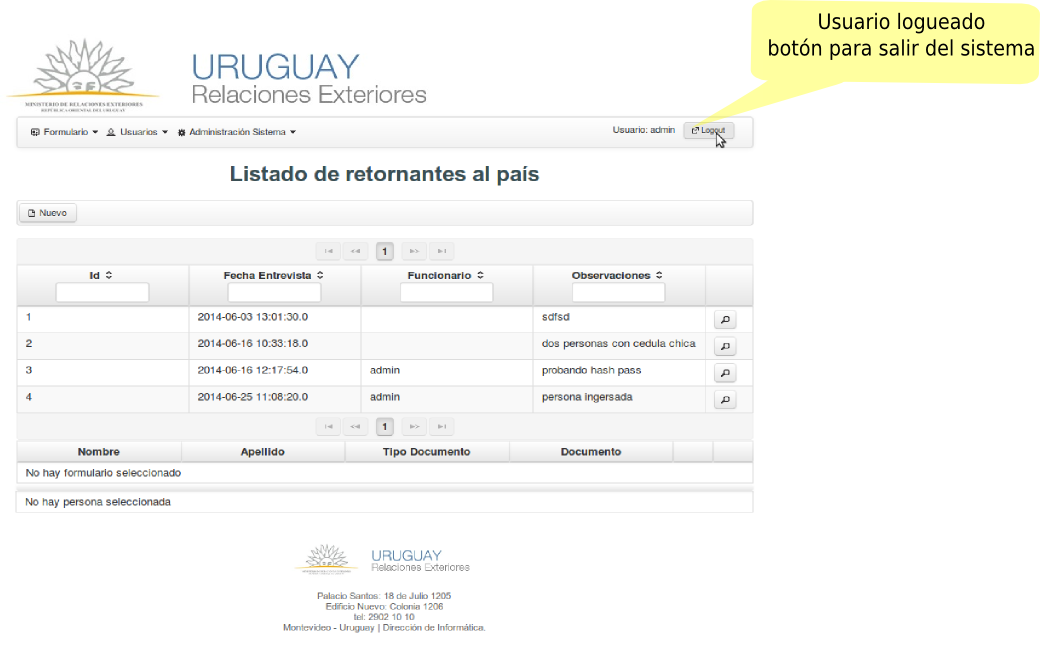 Usuario logueado
botón para salir del sistema
URUGUAY
Relaciones Exteriores
MINISTERIO DE RELACIONES EXTERIORES
REPÚBLICA ORIENTAL DEL URUGUAY
Formulario Usuarios Administración Sistema Usuario: admin Logout
Listado de retornantes al país
Nuevo
1
Id Fecha Entrevista Funcionario Observaciones
1 2014-06-03 13:01:30.0 sdfsd
2 2014-06-16 10:33:18.0 dos personas con cedula chica
3 2014-06-16 12:17:54.0 admin probando hash pass
4 2014-06-25 11:08:20.0 admin persona ingersada
1
Nombre Apellido Tipo Documento Documento
No hay formulario seleccionado
No hay persona seleccionada
URUGUAY
Relaciones Exteriores
Palacio Santos: 18 de Julio 1205
Edificio Nuevo: Colonia 1206
tel: 2902 10 10
Montevideo - Uruguay | Dirección de Informática.